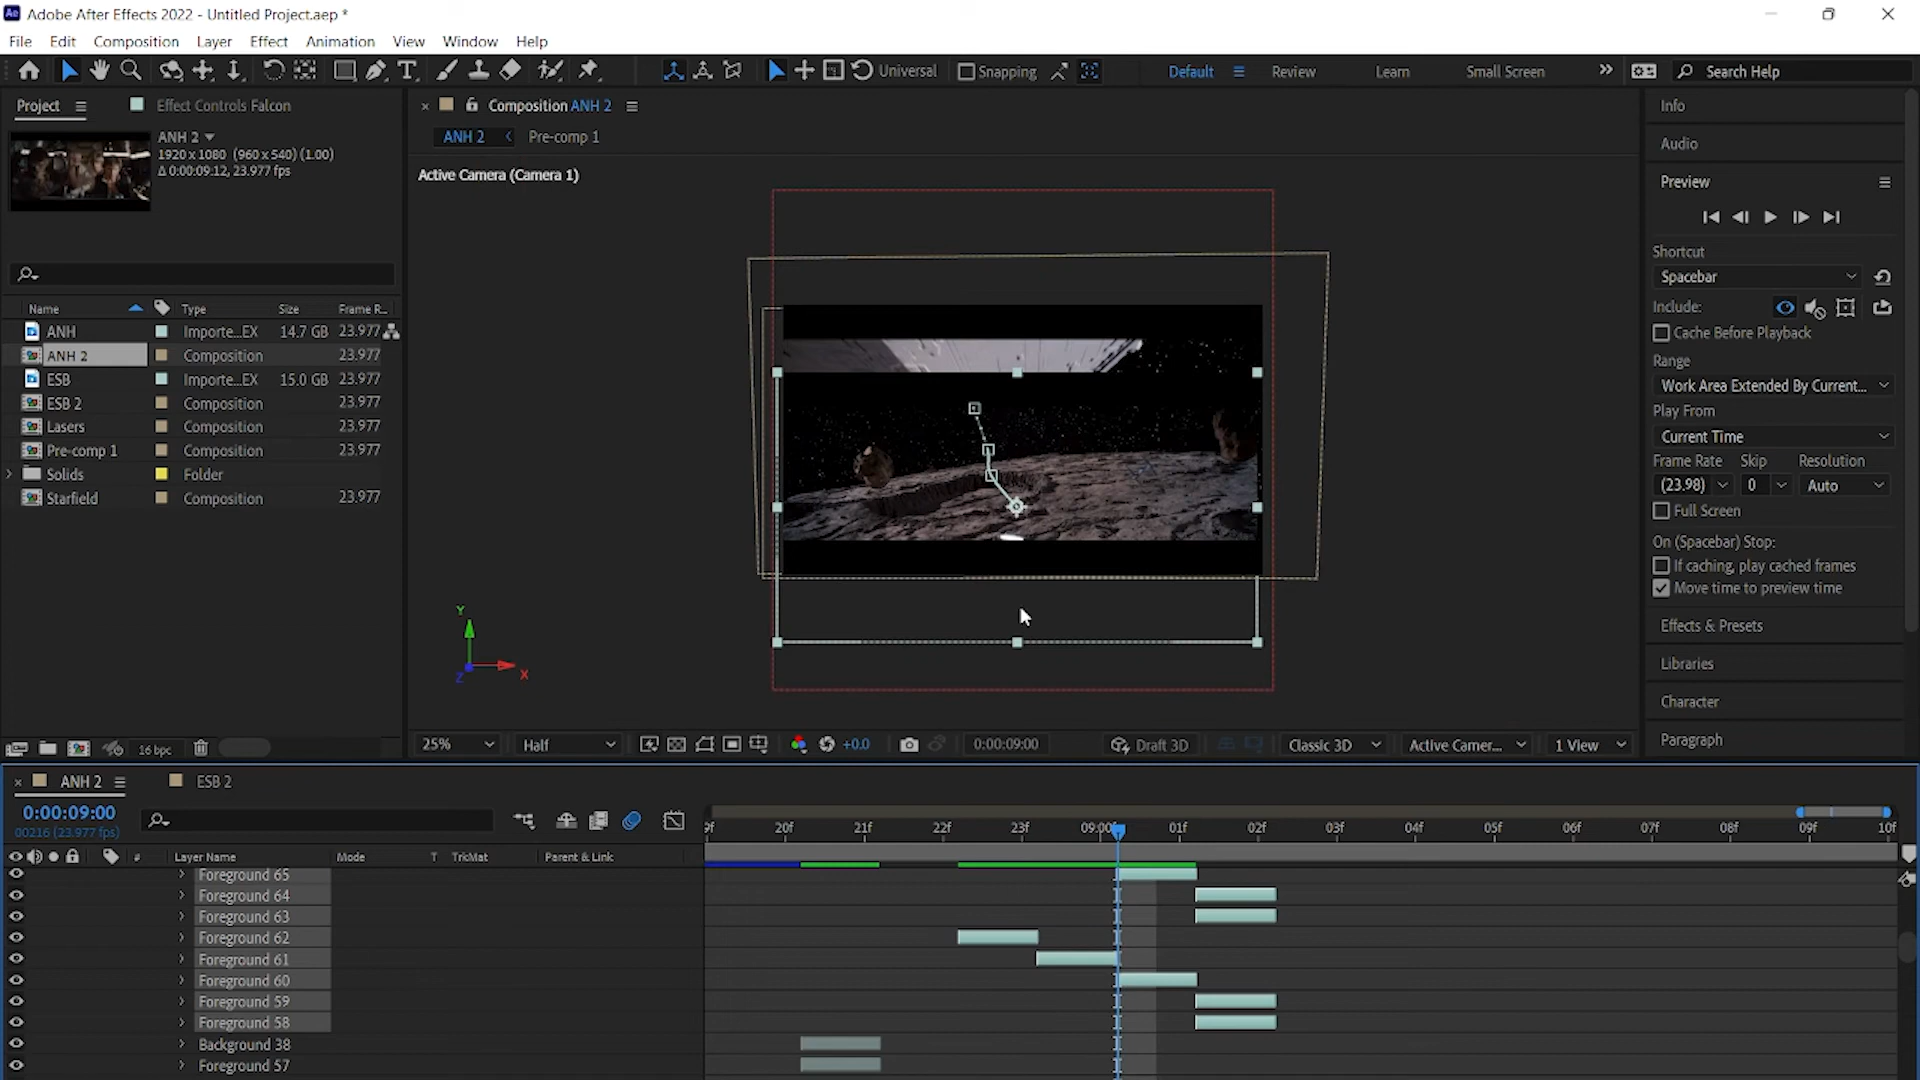 Adobe After Effects 2022 - Untitled Project.aep *
File Edit Composition Layer Effect Animation View Window Help
Universal Snapping Default Review Learn Small Screen Search Help
Project Effect Controls Falcon
ANH 2
1920 x 1080 (960 x 540) (1.00)
Δ 0:00:09:12, 23.977 fps
Name Type Size Frame R...
ANH Importe...EX 14.7 GB 23.977
ANH 2 Composition 23.977
ESB Importe...EX 15.0 GB 23.977
ESB 2 Composition 23.977
Lasers Composition 23.977
Pre-comp 1 Composition 23.977
Solids Folder
Starfield Composition 23.977
16 bpc
Composition ANH 2
ANH 2 Pre-comp 1
Active Camera (Camera 1)
Y
Z X
25% Half +0.0 0:00:09:00 Draft 3D Classic 3D Active Camer... 1 View
Info
Audio
Preview
Shortcut
Spacebar
Include:
Cache Before Playback
Range
Work Area Extended By Current...
Play From
Current Time
Frame Rate Skip Resolution
(23.98) 0 Auto
Full Screen
On (Spacebar) Stop:
If caching, play cached frames
Move time to preview time
Effects & Presets
Libraries
Character
Paragraph
ANH 2 ESB 2
0:00:09:00
00216 (23.977 fps)
9f 20f 21f 22f 23f 09:00 01f 02f 03f 04f 05f 06f 07f 08f 09f 10f
# Layer Name Mode T TrkMat Parent & Link
Foreground 65
Foreground 64
Foreground 63
Foreground 62
Foreground 61
Foreground 60
Foreground 59
Foreground 58
Background 38
Foreground 57